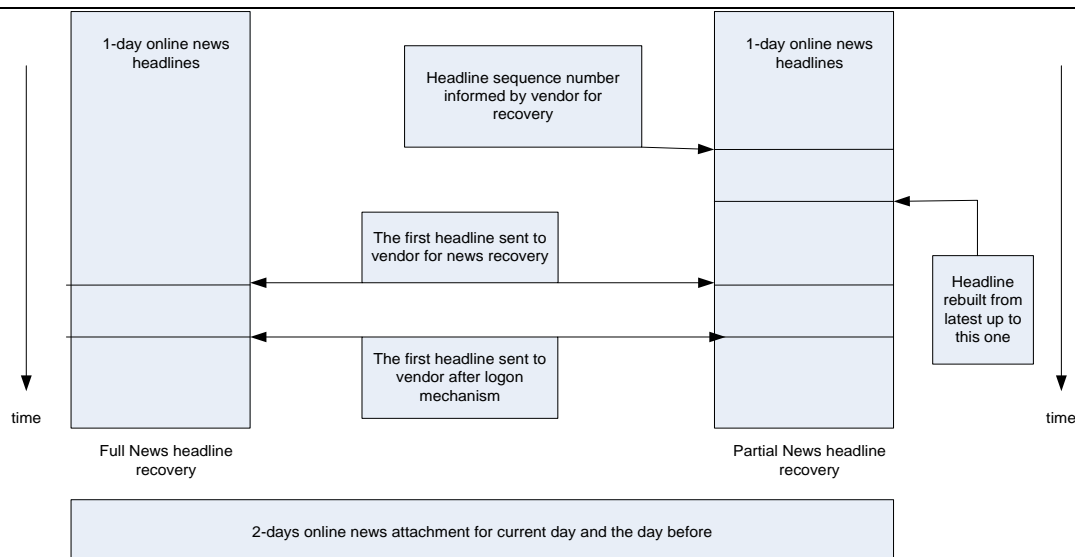 1-day online news
headlines
Headline sequence number
informed by vendor for
recovery
1-day online news
headlines
The first headline sent to
vendor for news recovery
Headline
rebuilt from
latest up to
this one
The first headline sent to
vendor after logon
mechanism
time
time
Full News headline
recovery
Partial News headline
recovery
2-days online news attachment for current day and the day before